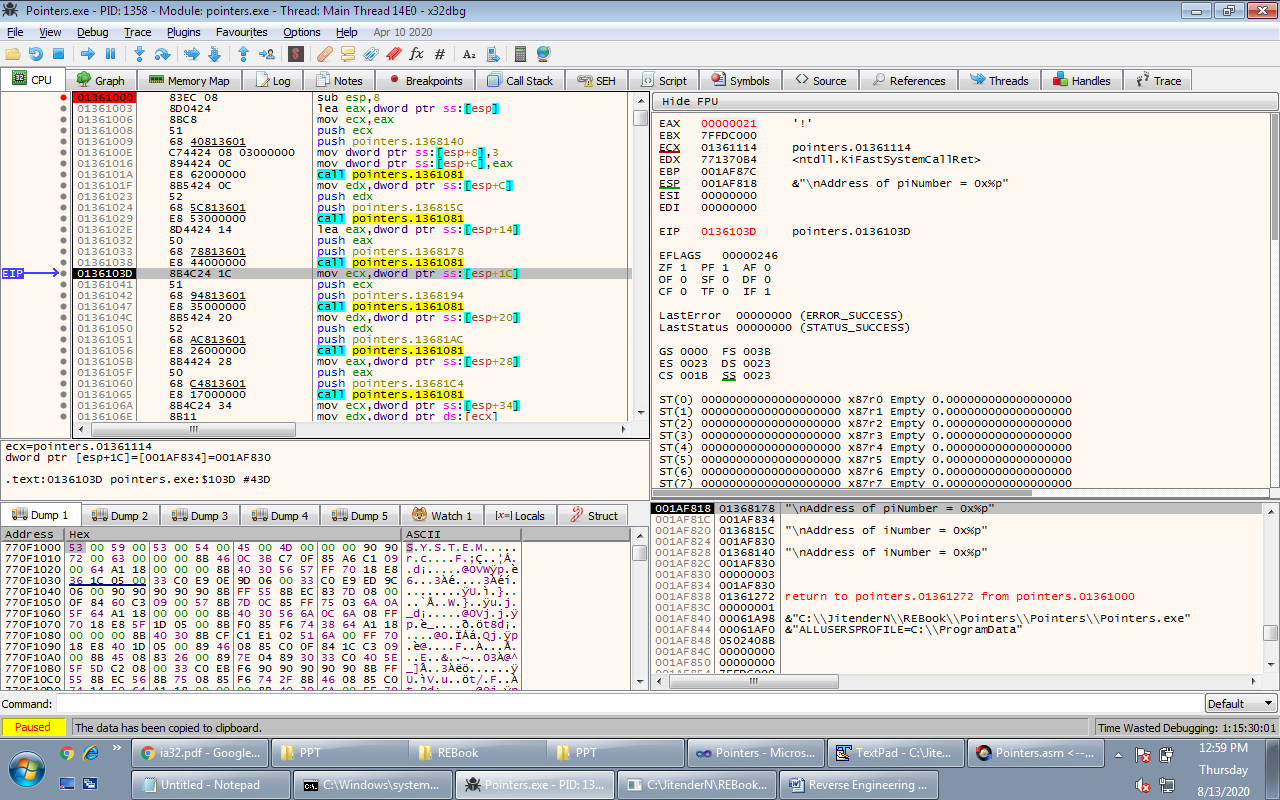 Pointers.exe - PID: 1358 - Module: pointers.exe - Thread: Main Thread 14E0 - x32dbg
File View Debug Trace Plugins Favourites Options Help Apr 10 2020
CPU Graph Memory Map Log Notes Breakpoints Call Stack SEH Script Symbols Source References Threads Handles Trace
01361000 83EC 08 sub esp,8
01361003 8D0424 lea eax,dword ptr ss:[esp]
01361006 8BC8 mov ecx,eax
01361008 51 push ecx
01361009 68 40813601 push pointers.1368140
0136100E C74424 08 03000000 mov dword ptr ss:[esp+8],3
01361016 894424 0C mov dword ptr ss:[esp+C],eax
0136101A E8 62000000 call pointers.1361081
0136101F 8B5424 0C mov edx,dword ptr ss:[esp+C]
01361023 52 push edx
01361024 68 5C813601 push pointers.136815C
01361029 E8 53000000 call pointers.1361081
0136102E 8D4424 14 lea eax,dword ptr ss:[esp+14]
01361032 50 push eax
01361033 68 78813601 push pointers.1368178
01361038 E8 44000000 call pointers.1361081
EIP 0136103D 8B4C24 1C mov ecx,dword ptr ss:[esp+1C]
01361041 51 push ecx
01361042 68 94813601 push pointers.1368194
01361047 E8 35000000 call pointers.1361081
0136104C 8B5424 20 mov edx,dword ptr ss:[esp+20]
01361050 52 push edx
01361051 68 AC813601 push pointers.13681AC
01361056 E8 26000000 call pointers.1361081
0136105B 8B4424 28 mov eax,dword ptr ss:[esp+28]
0136105F 50 push eax
01361060 68 C4813601 push pointers.13681C4
01361065 E8 17000000 call pointers.1361081
0136106A 8B4C24 34 mov ecx,dword ptr ss:[esp+34]
0136106E 8B11 mov edx,dword ptr ds:[ecx]
Hide FPU
EAX 00000021 '!'
EBX 7FFDC000
ECX 01361114 pointers.01361114
EDX 771370B4 <ntdll.KiFastSystemCallRet>
EBP 001AF87C
ESP 001AF818 &"\nAddress of piNumber = 0x%p"
ESI 00000000
EDI 00000000
EIP 0136103D pointers.0136103D
EFLAGS 00000246
ZF 1 PF 1 AF 0
OF 0 SF 0 DF 0
CF 0 TF 0 IF 1
LastError 00000000 (ERROR_SUCCESS)
LastStatus 00000000 (STATUS_SUCCESS)
GS 0000 FS 003B
ES 0023 DS 0023
CS 001B SS 0023
ST(0) 00000000000000000000 x87r0 Empty 0.000000000000000000
ST(1) 00000000000000000000 x87r1 Empty 0.000000000000000000
ST(2) 00000000000000000000 x87r2 Empty 0.000000000000000000
ST(3) 00000000000000000000 x87r3 Empty 0.000000000000000000
ST(4) 00000000000000000000 x87r4 Empty 0.000000000000000000
ST(5) 00000000000000000000 x87r5 Empty 0.000000000000000000
ST(6) 00000000000000000000 x87r6 Empty 0.000000000000000000
ST(7) 00000000000000000000 x87r7 Empty 0.000000000000000000
ecx=pointers.01361114
dword ptr [esp+1C]=[001AF834]=001AF830
.text:0136103D pointers.exe:$103D #43D
Dump 1 Dump 2 Dump 3 Dump 4 Dump 5 Watch 1 Locals Struct
Address Hex ASCII
770F1000 53 00 59 00 53 00 54 00 45 00 4D 00 00 00 90 90 S.Y.S.T.E.M.....
770F1010 72 00 63 00 00 00 8B 46 0C 3B C7 0F 85 A6 C1 09
770F1020 00 64 A1 18 00 00 00 8B 40 30 56 57 FF 70 18 E8
770F1030 36 1C 05 00 33 C0 E9 0E 9D 06 00 33 C0 E9 ED 9C
770F1040 06 00 90 90 90 90 90 8B FF 55 8B EC 83 7D 08 00
770F1050 0F 84 60 C3 09 00 57 8B 7D 0C 85 FF 75 03 6A 0A
770F1060 5F 64 A1 18 00 00 00 8B 40 30 56 6A 0C 6A 08 FF
770F1070 70 18 E8 5F 1D 05 00 8B F0 85 F6 74 38 64 A1 18
770F1080 00 00 00 8B 40 30 8B CF C1 E1 02 51 6A 00 FF 70
770F1090 18 E8 40 1D 05 00 89 46 08 85 C0 0F 84 1C C3 09
770F10A0 00 8B 45 08 83 26 00 89 7E 04 89 30 33 C0 40 5E
770F10B0 5F 5D C2 08 00 33 C0 EB F6 90 90 90 90 90 8B FF
770F10C0 55 8B EC 56 8B 75 08 85 F6 74 2F 8B 46 08 85 C0
001AF818 01368178 "\nAddress of piNumber = 0x%p"
001AF81C 001AF834
001AF820 0136815C "\nAddress of iNumber = 0x%p"
001AF824 001AF830
001AF828 01368140 "\nAddress of iNumber = 0x%p"
001AF82C 001AF830
001AF830 00000003
001AF834 001AF830
001AF838 01361272 return to pointers.01361272 from pointers.01361000
001AF83C 00000001
001AF840 00061A98 &"C:\\JitenderN\\REBook\\Pointers\\Pointers\\Pointers.exe"
001AF844 00061AF0 &"ALLUSERSPROFILE=C:\\ProgramData"
001AF848 0502408B
001AF84C 00000000
001AF850 00000000
Command: Default
Paused The data has been copied to clipboard. Time Wasted Debugging: 1:15:30:01
ia32.pdf - Google... PPT REBook PPT Pointers - Micros... TextPad - C:\Jite... Pointers.asm <--... 12:59 PM
Thursday
Untitled - Notepad C:\Windows\system... Pointers.exe - PID: 13... C:\JitenderN\REBook... Reverse Engineering ... 8/13/2020